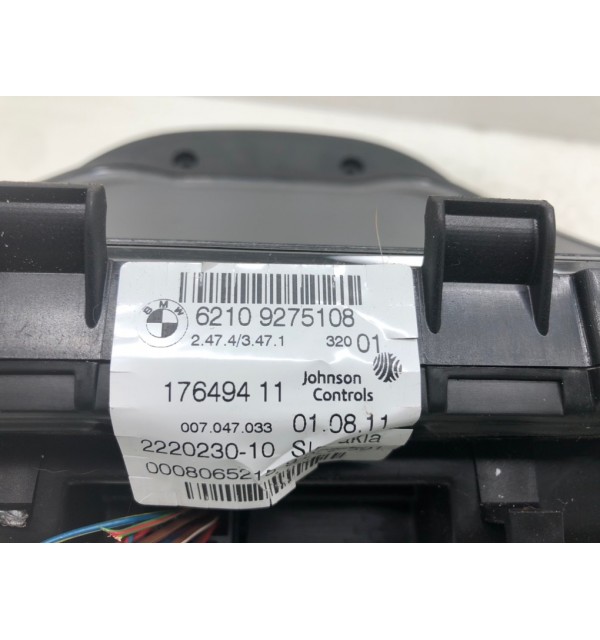 BMW
6210 9275108
2.47.4/3.47.1 320 01
176494 11 Johnson
Controls
007.047.033 01.08.11
2220230-10